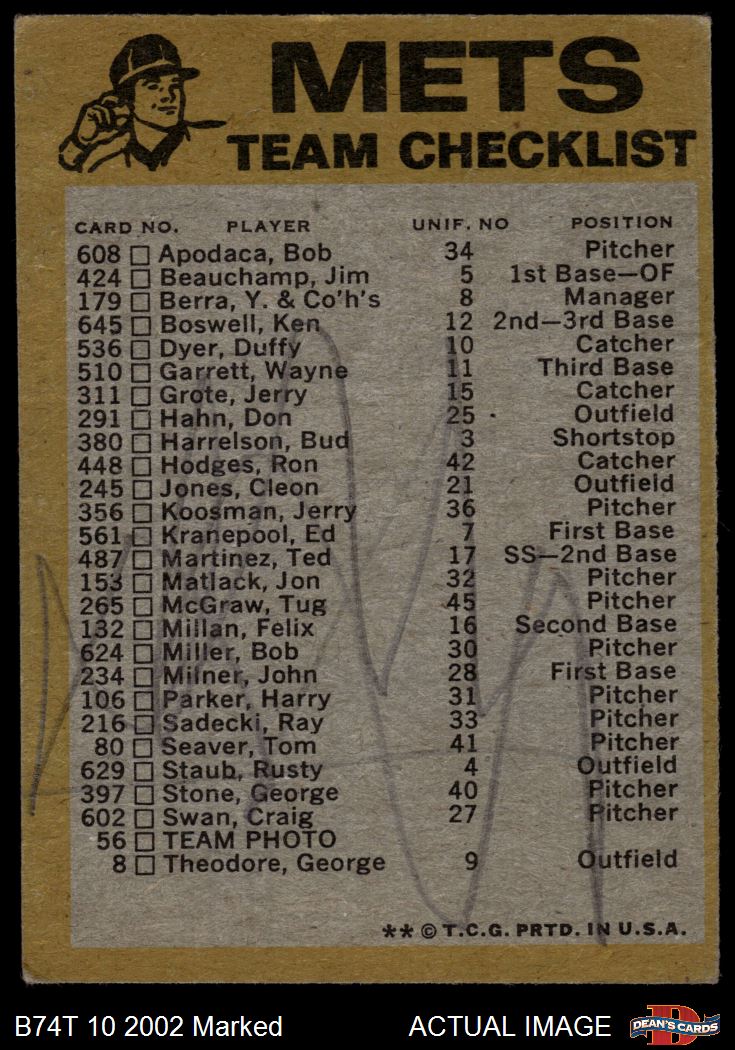 METS
TEAM CHECKLIST
CARD NO. PLAYER UNIF. NO POSITION
608 Apodaca, Bob 34 Pitcher
424 Beauchamp, Jim 5 1st Base—OF
179 Berra, Y. & Co'h's 8 Manager
645 Boswell, Ken 12 2nd—3rd Base
536 Dyer, Duffy 10 Catcher
510 Garrett, Wayne 11 Third Base
311 Grote, Jerry 15 Catcher
291 Hahn, Don 25 Outfield
380 Harrelson, Bud 3 Shortstop
448 Hodges, Ron 42 Catcher
245 Jones, Cleon 21 Outfield
356 Koosman, Jerry 36 Pitcher
561 Kranepool, Ed 7 First Base
487 Martinez, Ted 17 SS—2nd Base
153 Matlack, Jon 32 Pitcher
265 McGraw, Tug 45 Pitcher
132 Millan, Felix 16 Second Base
624 Miller, Bob 30 Pitcher
234 Milner, John 28 First Base
106 Parker, Harry 31 Pitcher
216 Sadecki, Ray 33 Pitcher
80 Seaver, Tom 41 Pitcher
629 Staub, Rusty 4 Outfield
397 Stone, George 40 Pitcher
602 Swan, Craig 27 Pitcher
56 TEAM PHOTO
8 Theodore, George 9 Outfield
** © T.C.G. PRTD. IN U.S.A.
B74T 10 2002 Marked ACTUAL IMAGE DEAN'S CARDS